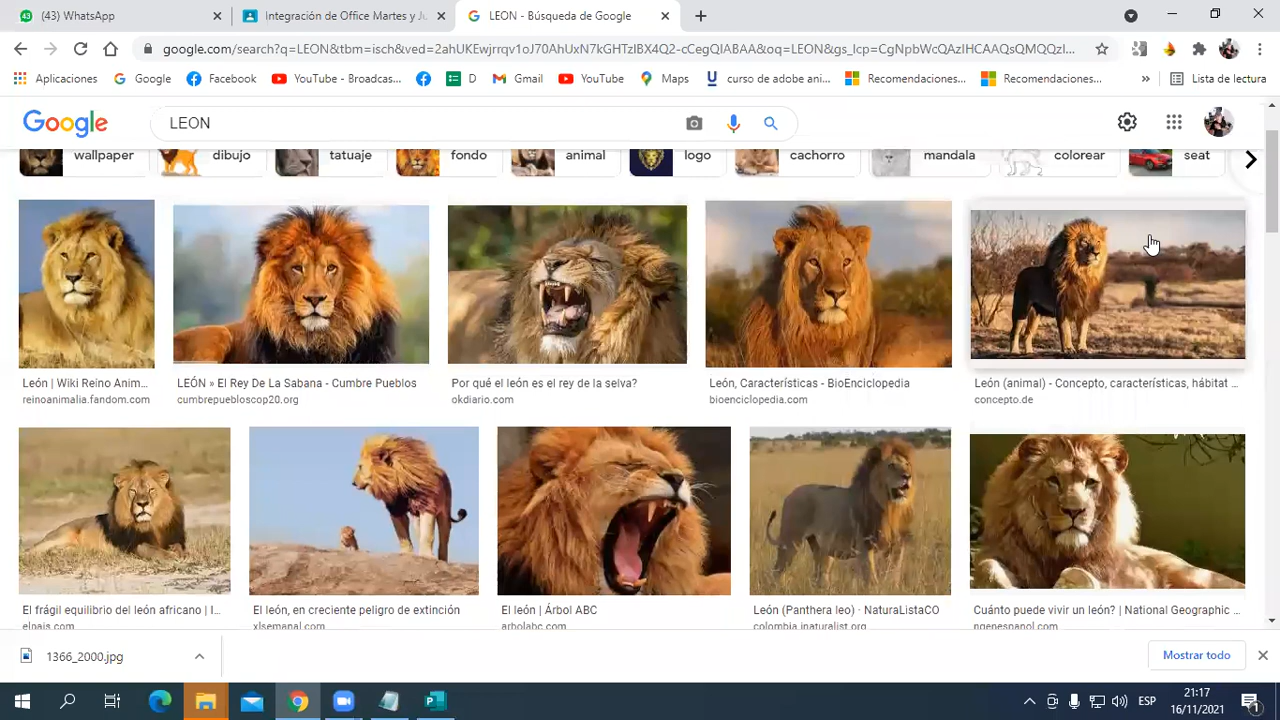 (43) WhatsApp
Integración de Office Martes y Ju
LEON - Búsqueda de Google
google.com/search?q=LEON&tbm=isch&ved=2ahUKEwjrrqv1oJ70AhUxN7kGHTzlBX4Q2-cCegQIABAA&oq=LEON&gs_lcp=CgNpbWcQAzIHCAAQsQMQQzI...
Aplicaciones
Google
Facebook
YouTube - Broadcas...
D
Gmail
YouTube
Maps
curso de adobe ani...
Recomendaciones...
Recomendaciones...
»
Lista de lectura
Google
LEON
wallpaper
dibujo
tatuaje
fondo
animal
logo
cachorro
mandala
colorear
seat
León | Wiki Reino Anim...
LEÓN » El Rey De La Sabana - Cumbre Pueblos
Por qué el león es el rey de la selva?
León, Características - BioEnciclopedia
León (animal) - Concepto, características, hábitat ...
reinoanimalia.fandom.com
cumbrepuebloscop20.org
okdiario.com
bioenciclopedia.com
concepto.de
El frágil equilibrio del león africano | I...
El león, en creciente peligro de extinción
El león | Árbol ABC
León (Panthera leo) · NaturaListaCO
Cuánto puede vivir un león? | National Geographic ...
elpais.com
xlsemanal.com
arbolabc.com
colombia.inaturalist.org
ngenespanol.com
1366_2000.jpg
Mostrar todo
ESP
21:17
16/11/2021
1